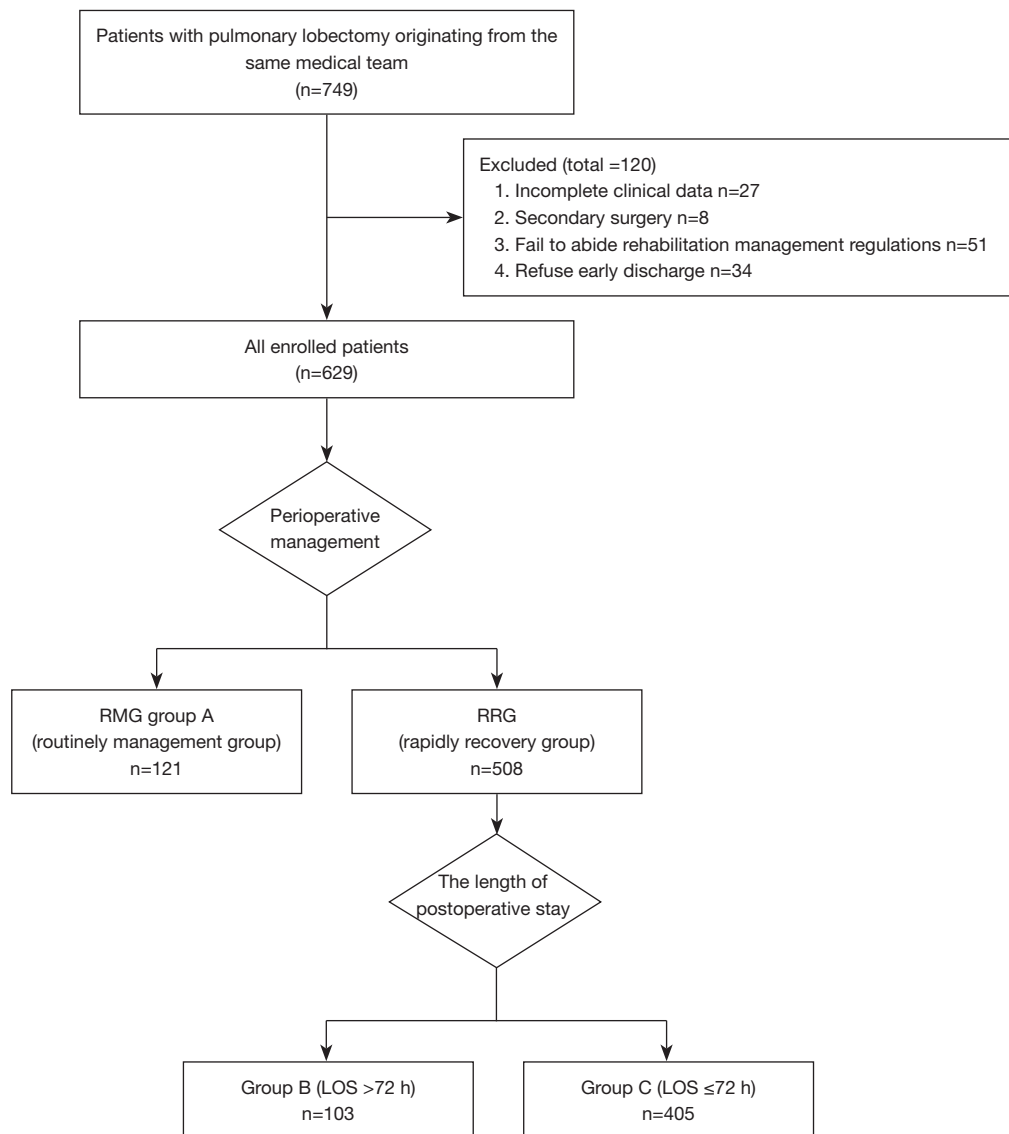 Patients with pulmonary lobectomy originating from the
same medical team
(n=749)
Excluded (total =120)
1. Incomplete clinical data n=27
2. Secondary surgery n=8
3. Fail to abide rehabilitation management regulations n=51
4. Refuse early discharge n=34
All enrolled patients
(n=629)
Perioperative
management
RMG group A
(routinely management group)
n=121
RRG
(rapidly recovery group)
n=508
The length of
postoperative stay
Group B (LOS >72 h)
n=103
Group C (LOS ≤72 h)
n=405